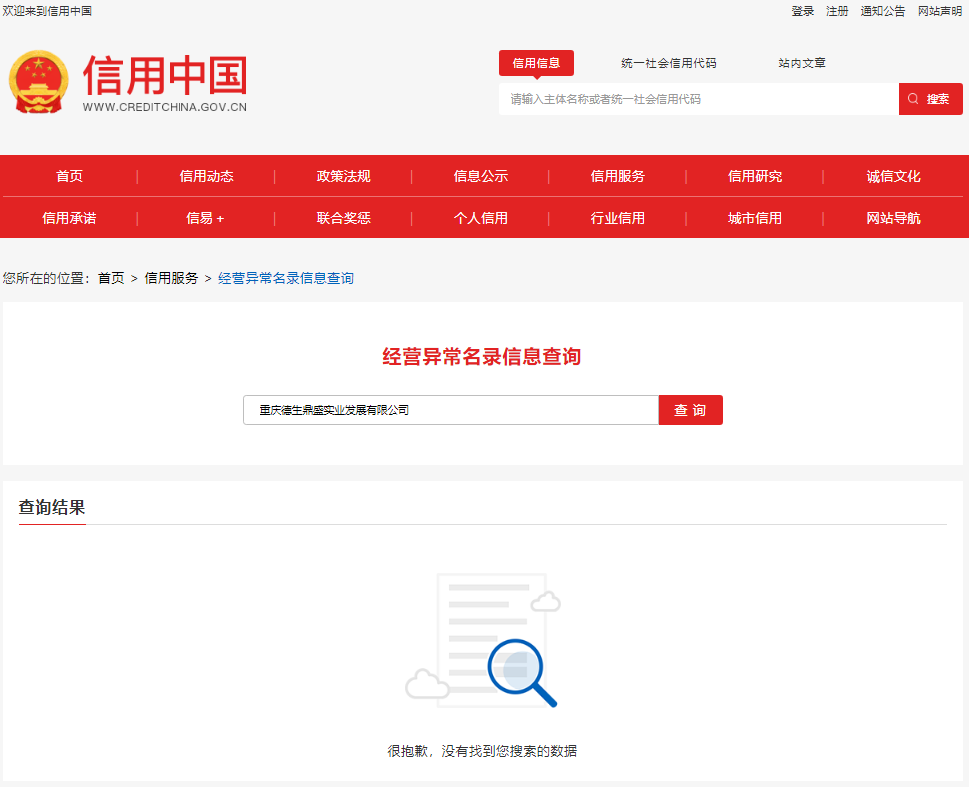 欢迎来到信用中国
登录 注册 通知公告 网站声明
信用中国
WWW.CREDITCHINA.GOV.CN
信用信息 统一社会信用代码 站内文章
请输入主体名称或者统一社会信用代码 搜索
首页 | 信用动态 | 政策法规 | 信息公示 | 信用服务 | 信用研究 | 诚信文化
信用承诺 | 信易 + | 联合奖惩 | 个人信用 | 行业信用 | 城市信用 | 网站导航
您所在的位置：首页 > 信用服务 > 经营异常名录信息查询
经营异常名录信息查询
重庆德生鼎盛实业发展有限公司 查 询
查询结果
很抱歉，没有找到您搜索的数据